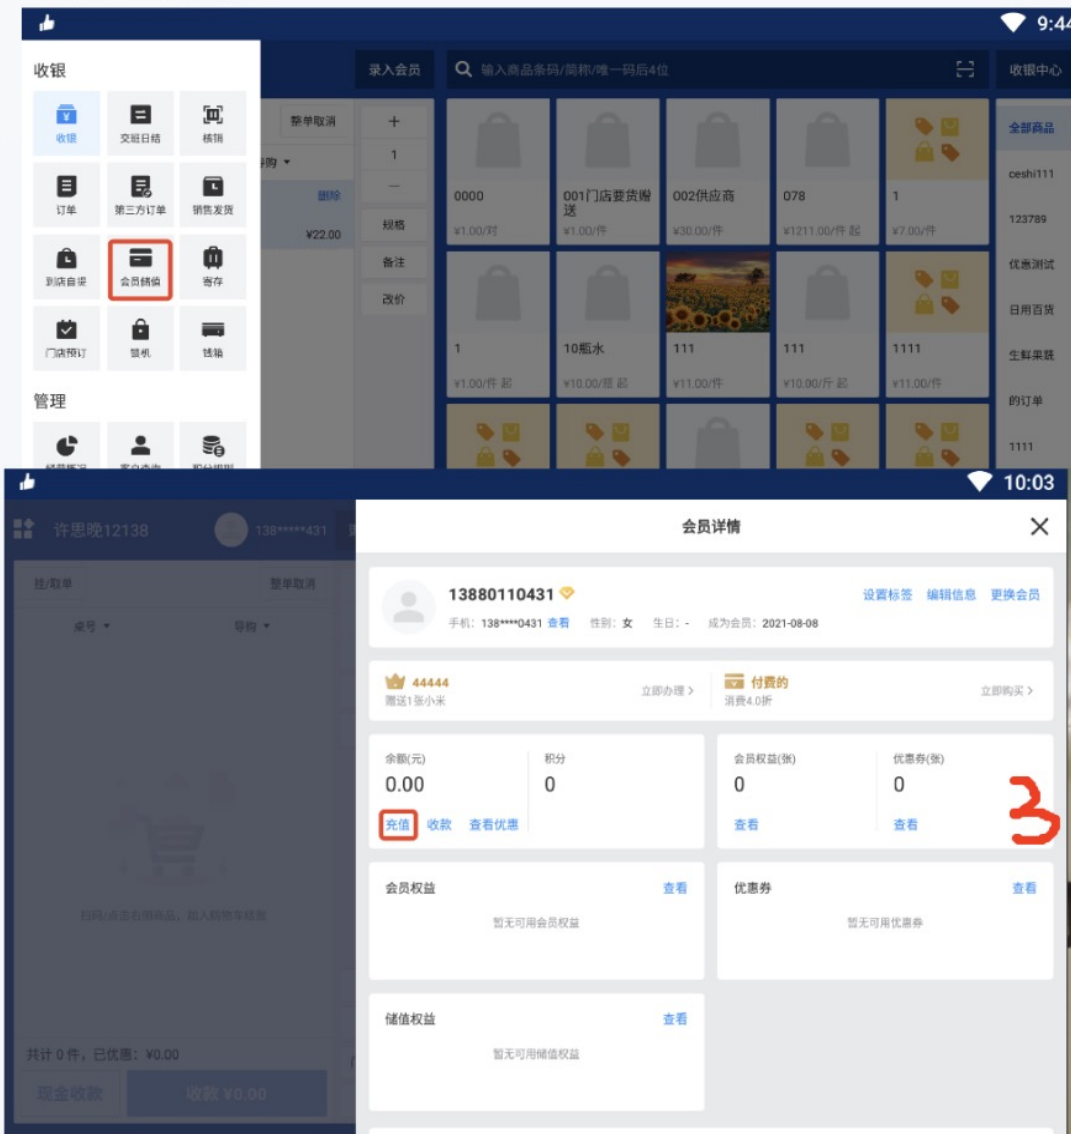 9:44
收银
录入会员
输入商品条码/简称/唯一码后4位
收银中心
收银
交班日结
核销
整单取消
+
全部商品
导购
1
ceshi111
订单
第三方订单
销售发货
删除
—
0000
001门店要货赠送
002供应商
078
1
123789
¥22.00
规格
¥1.00/对
¥1.00/件
¥30.00/件
¥1211.00/件 起
¥7.00/件
到店自提
会员储值
寄存
备注
优惠测试
改价
日用百货
门店预订
锁机
钱箱
1
10瓶水
111
111
1111
生鲜果蔬
¥1.00/件 起
¥10.00/瓶 起
¥11.00/件
¥10.00/斤 起
¥11.00/件
管理
的订单
1111
10:03
许思晚12138
138*****431
会员详情
挂/取单
整单取消
13880110431
设置标签 编辑信息 更换会员
桌号
导购
手机：138****0431 查看 性别：女 生日：- 成为会员：2021-08-08
44444
赠送1张小米
立即办理 >
付费的
消费4.0折
立即购买 >
余额(元)
积分
会员权益(张)
优惠券(张)
0.00
0
0
0
3
充值 收款 查看优惠
查看
查看
会员权益
查看
优惠券
查看
暂无可用会员权益
暂无可用优惠券
储值权益
查看
暂无可用储值权益
共计 0 件，已优惠：¥0.00
现金收款
收款 ¥0.00